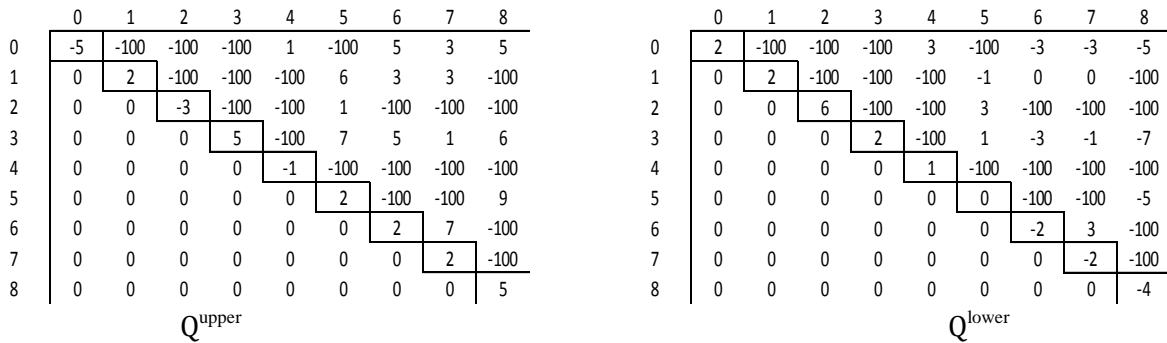 0 1 2 3 4 5 6 7 8 0 1 2 3 4 5 6 7 8
0 -5 -100 -100 -100 1 -100 5 3 5 0 2 -100 -100 -100 3 -100 -3 -3 -5
1 0 2 -100 -100 -100 6 3 3 -100 1 0 2 -100 -100 -100 -1 0 0 -100
2 0 0 -3 -100 -100 1 -100 -100 -100 2 0 0 6 -100 -100 3 -100 -100 -100
3 0 0 0 5 -100 7 5 1 6 3 0 0 0 2 -100 1 -3 -1 -7
4 0 0 0 0 -1 -100 -100 -100 -100 4 0 0 0 0 1 -100 -100 -100 -100
5 0 0 0 0 0 2 -100 -100 9 5 0 0 0 0 0 0 -100 -100 -5
6 0 0 0 0 0 0 2 7 -100 6 0 0 0 0 0 0 -2 3 -100
7 0 0 0 0 0 0 0 2 -100 7 0 0 0 0 0 0 0 -2 -100
8 0 0 0 0 0 0 0 0 5 8 0 0 0 0 0 0 0 0 -4
Q^upper Q^lower